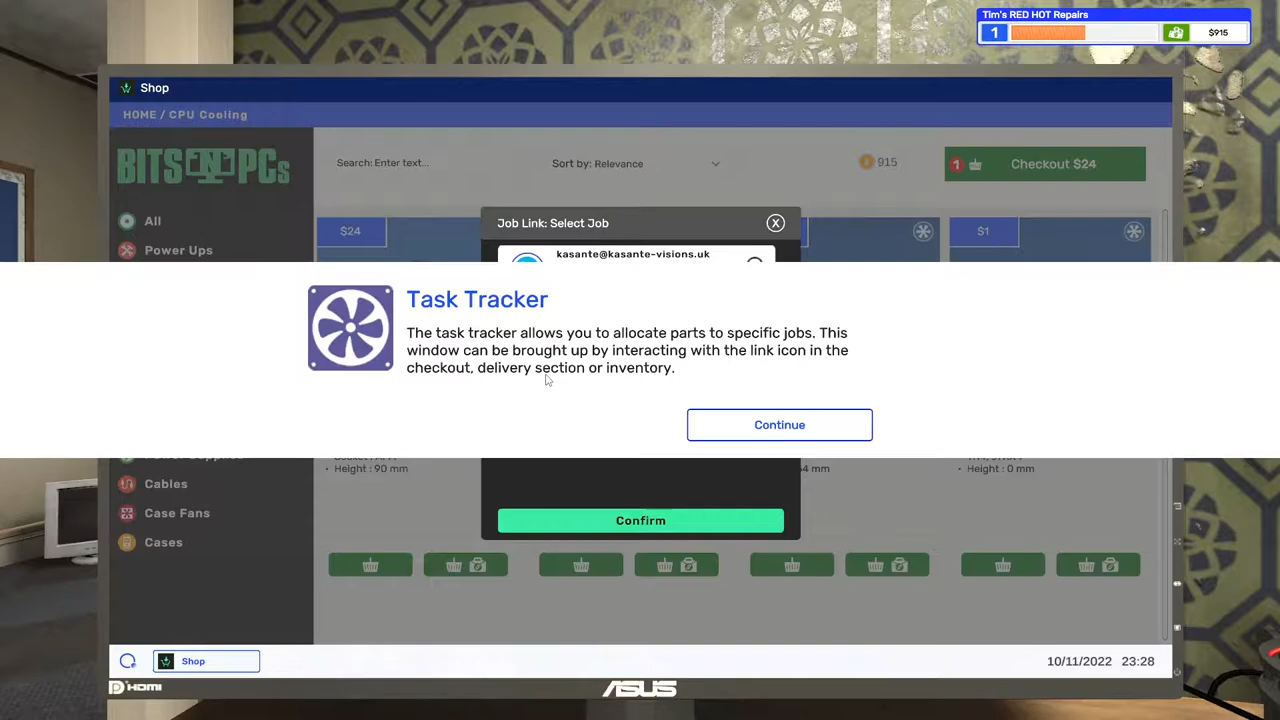 Tim's RED HOT Repairs
1
$915
Shop
HOME / CPU Cooling
BITS N PCs
Search: Enter text...
Sort by: Relevance
915
1
Checkout $24
All
Power Ups
$24
Job Link: Select Job
X
$1
kasante@kasante-visions.uk
Task Tracker
The task tracker allows you to allocate parts to specific jobs. This
window can be brought up by interacting with the link icon in the
checkout, delivery section or inventory.
Continue
Height : 90 mm
Height : 0 mm
Cables
Case Fans
Cases
Confirm
Shop
10/11/2022 23:28
HDMI
ASUS